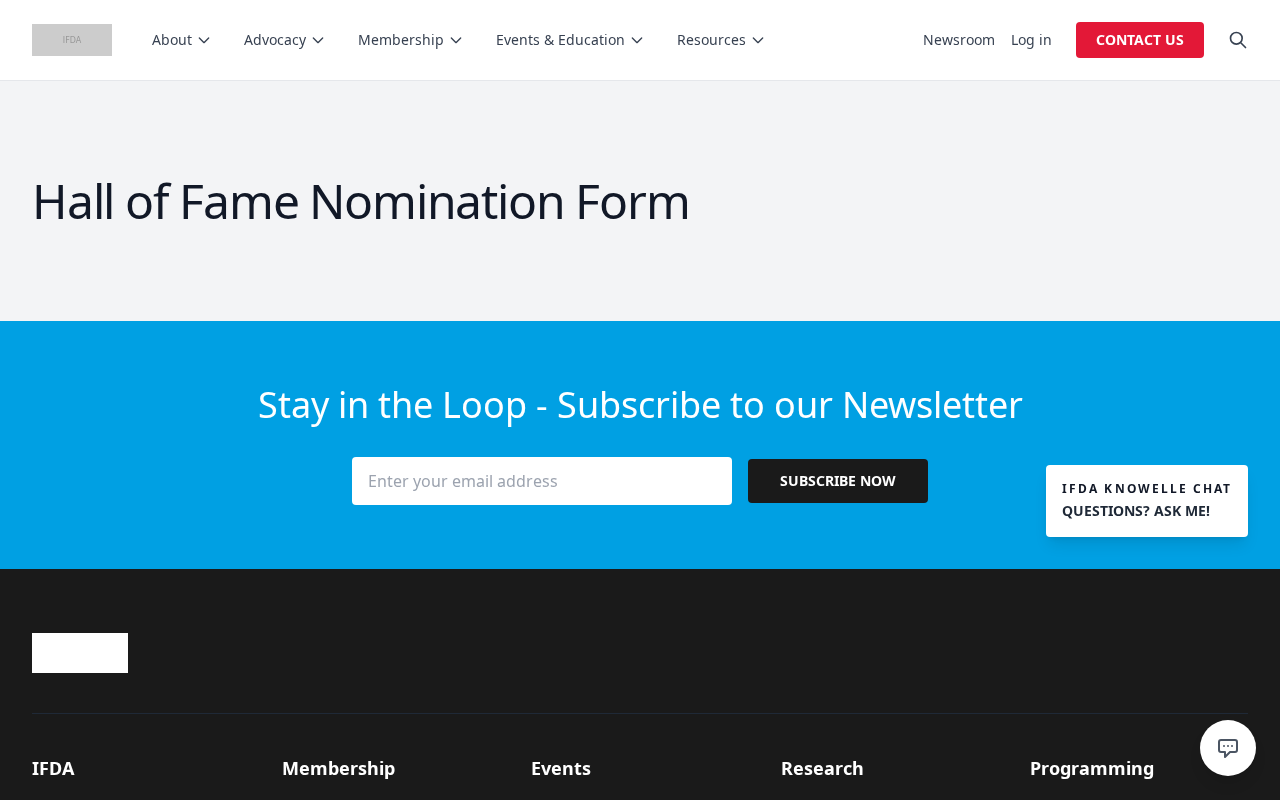 IFDA
About
Advocacy
Membership
Events & Education
Resources
Newsroom
Log in
CONTACT US
Hall of Fame Nomination Form
Stay in the Loop - Subscribe to our Newsletter
Enter your email address
SUBSCRIBE NOW
IFDA KNOWELLE CHAT
QUESTIONS? ASK ME!
IFDA
Membership
Events
Research
Programming